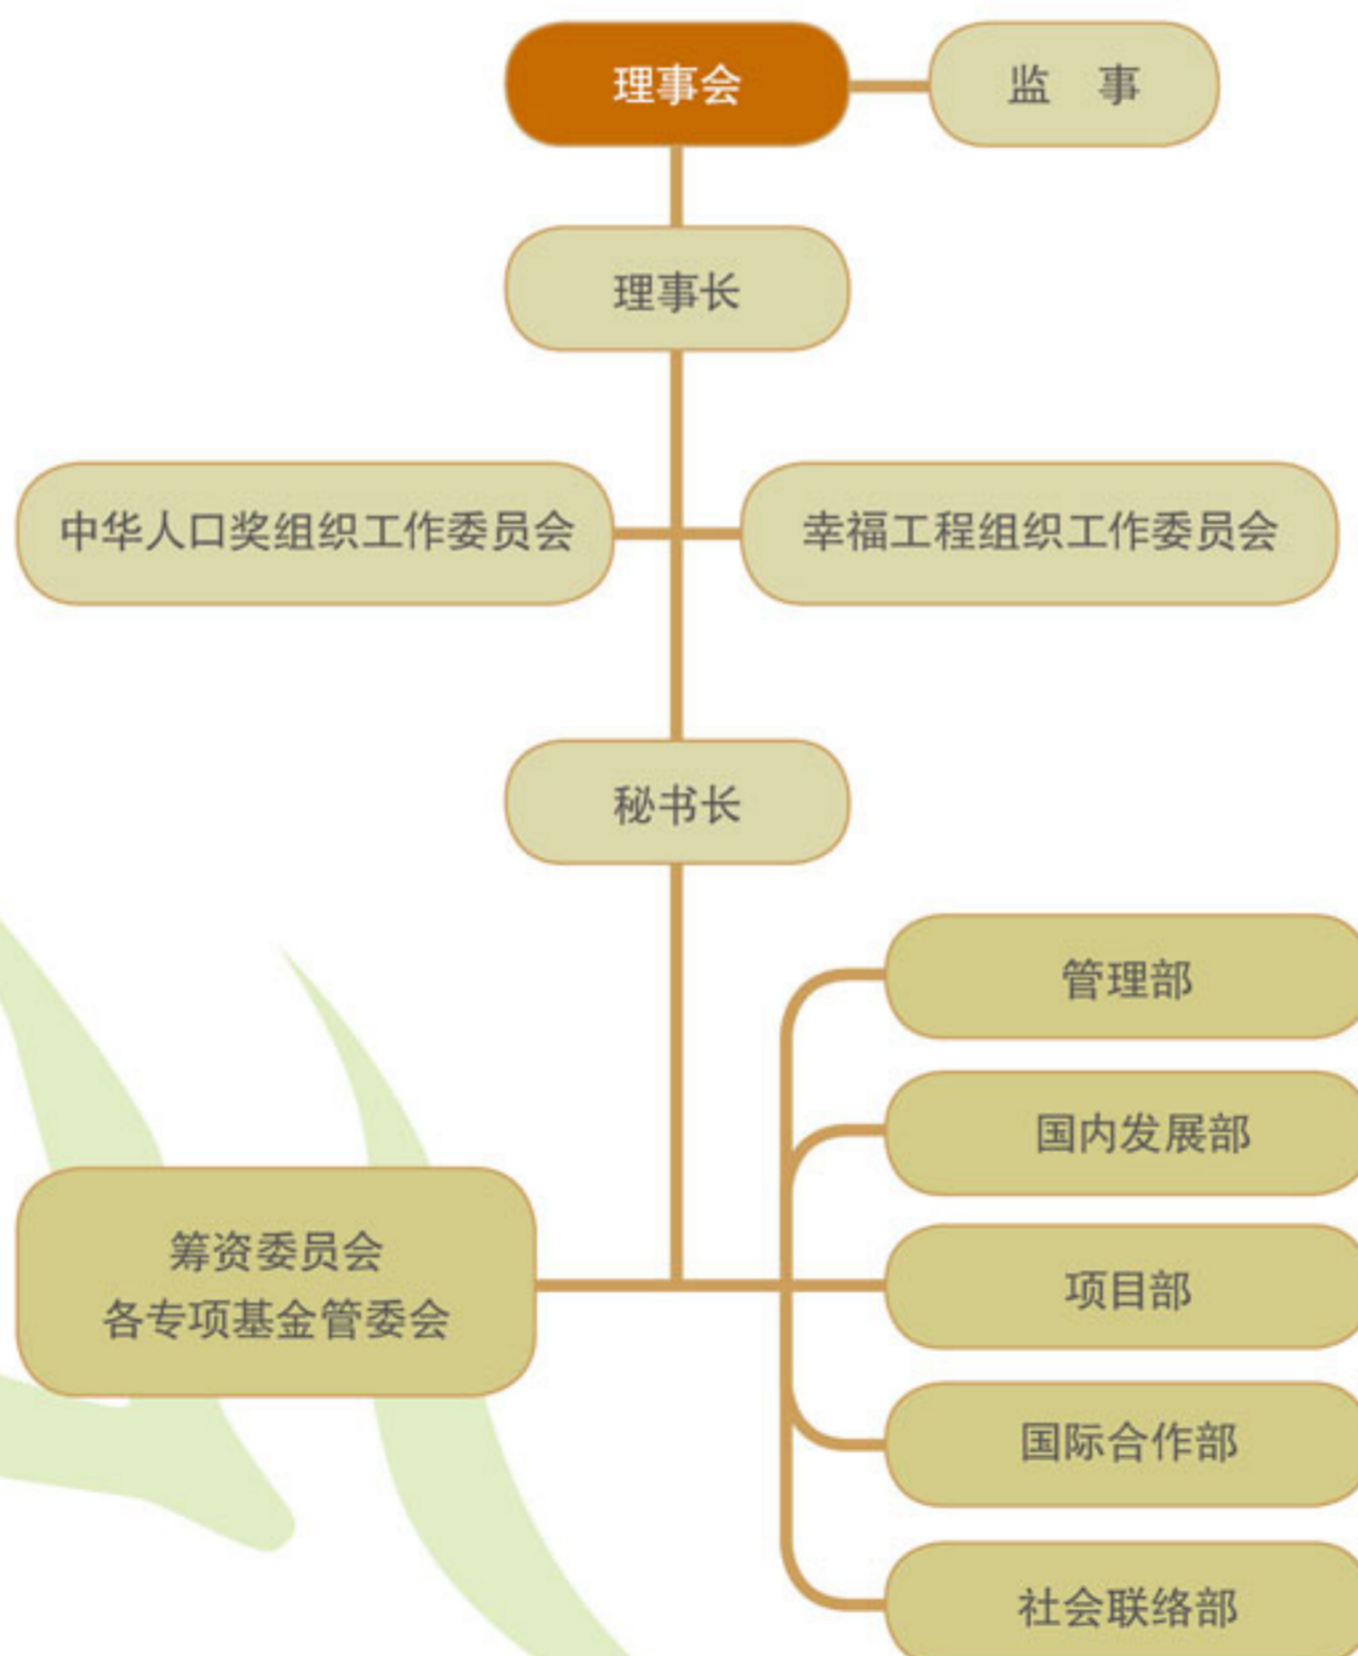 理事会
监 事
理事长
中华人口奖组织工作委员会
幸福工程组织工作委员会
秘书长
管理部
国内发展部
筹资委员会
各专项基金管委会
项目部
国际合作部
社会联络部